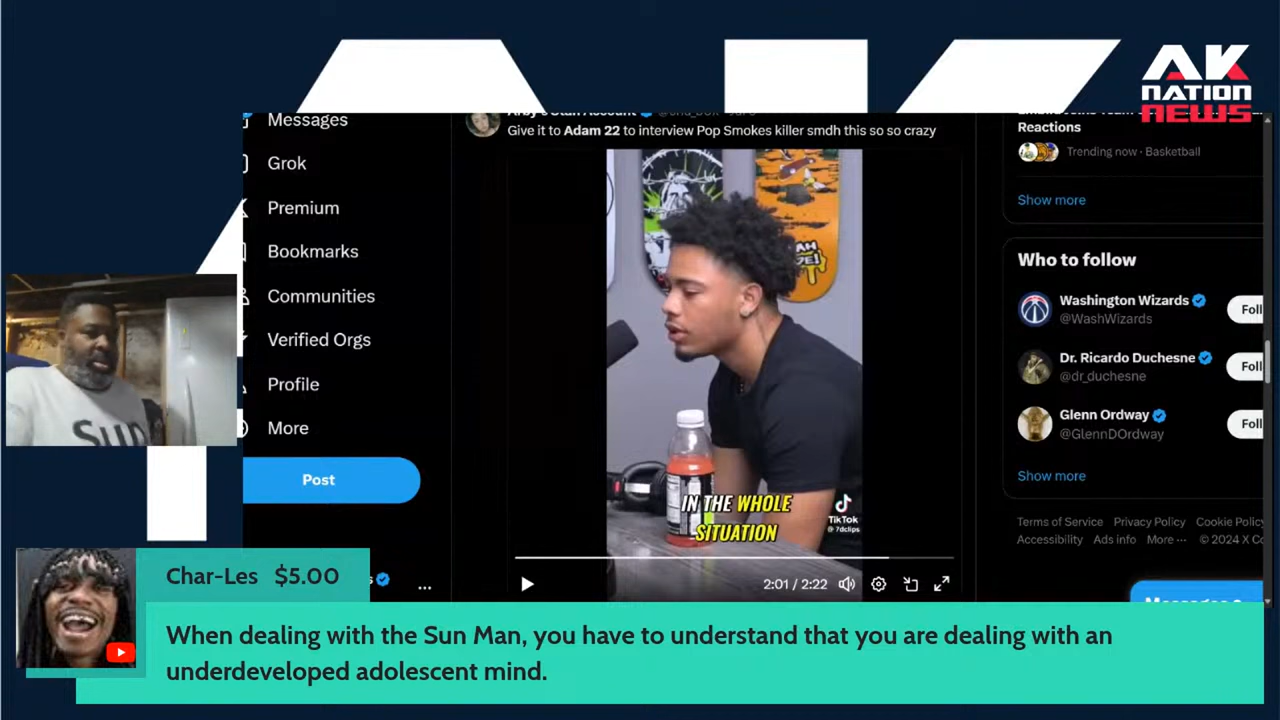 AK
NATION
NEWS
Messages
Grok
Premium
Bookmarks
Communities
Verified Orgs
Profile
More
Post
Give it to Adam 22 to interview Pop Smokes killer smdh this so so crazy
IN THE WHOLE
SITUATION
TikTok
@ 7dclips
2:01 / 2:22
Reactions
Trending now · Basketball
Show more
Who to follow
Washington Wizards
@WashWizards
Foll
Dr. Ricardo Duchesne
@dr_duchesne
Foll
Glenn Ordway
@GlennDOrdway
Foll
Show more
Terms of Service Privacy Policy Cookie Policy
Accessibility Ads info More ··· © 2024 X Co
Char-Les $5.00
When dealing with the Sun Man, you have to understand that you are dealing with an
underdeveloped adolescent mind.